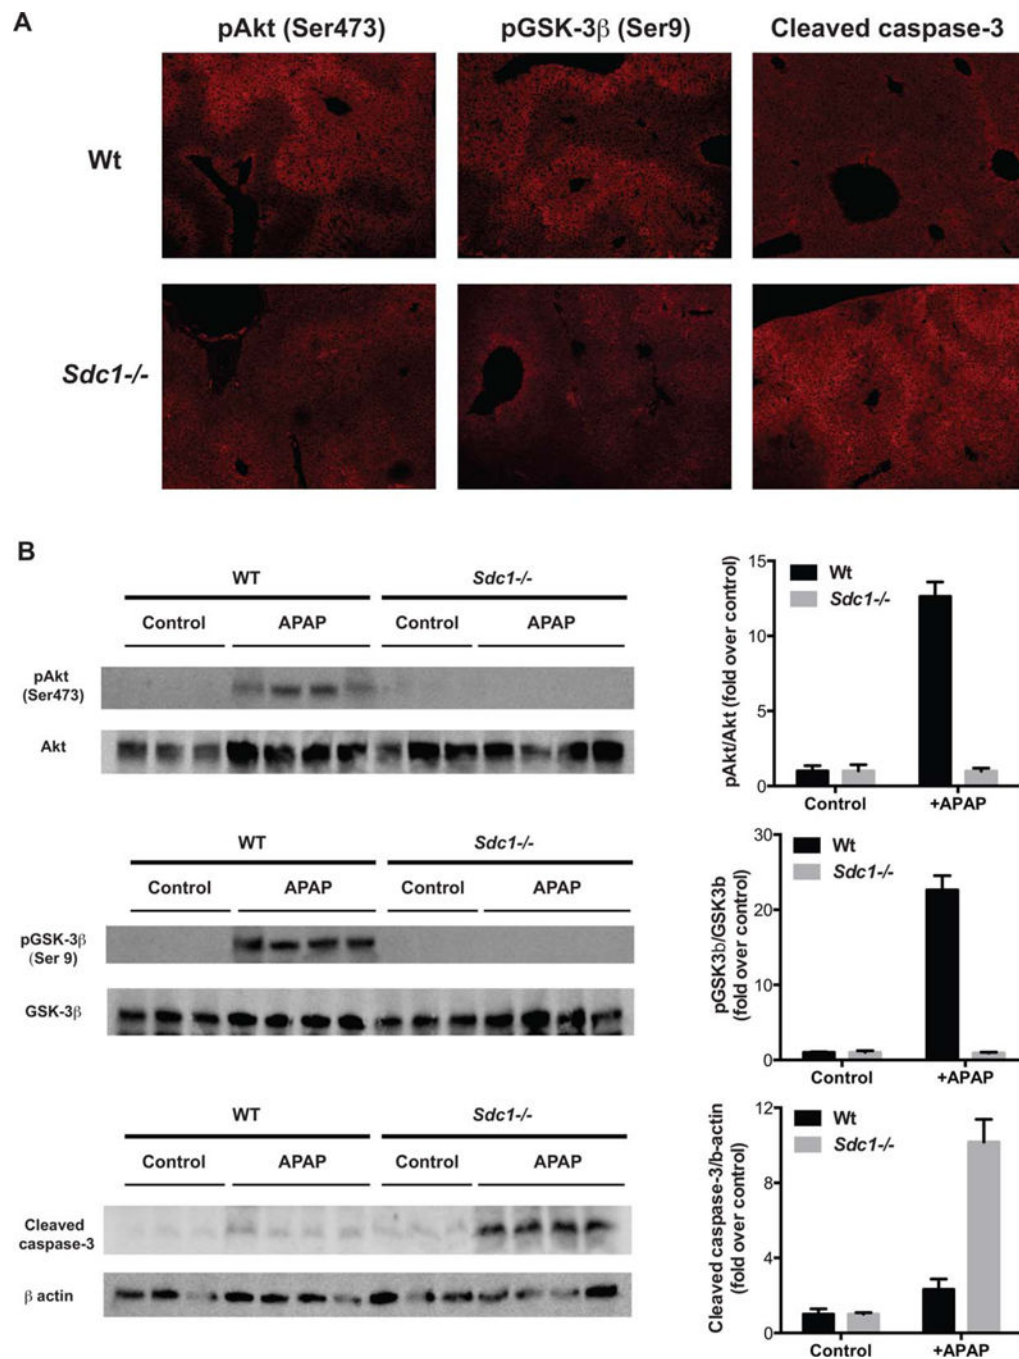 A
pAkt (Ser473)
pGSK-3β (Ser9)
Cleaved caspase-3
Wt
Sdc1-/-
B
WT
Sdc1-/-
Control
APAP
Control
APAP
pAkt
(Ser473)
Akt
15
10
5
0
pAkt/Akt (fold over control)
Wt
Sdc1-/-
Control
+APAP
WT
Sdc1-/-
Control
APAP
Control
APAP
pGSK-3β
(Ser 9)
GSK-3β
30
20
10
0
pGSK3b/GSK3b
(fold over control)
Wt
Sdc1-/-
Control
+APAP
WT
Sdc1-/-
Control
APAP
Control
APAP
Cleaved
caspase-3
β actin
12
8
4
0
Cleaved caspase-3/b-actin
(fold over control)
Wt
Sdc1-/-
Control
+APAP